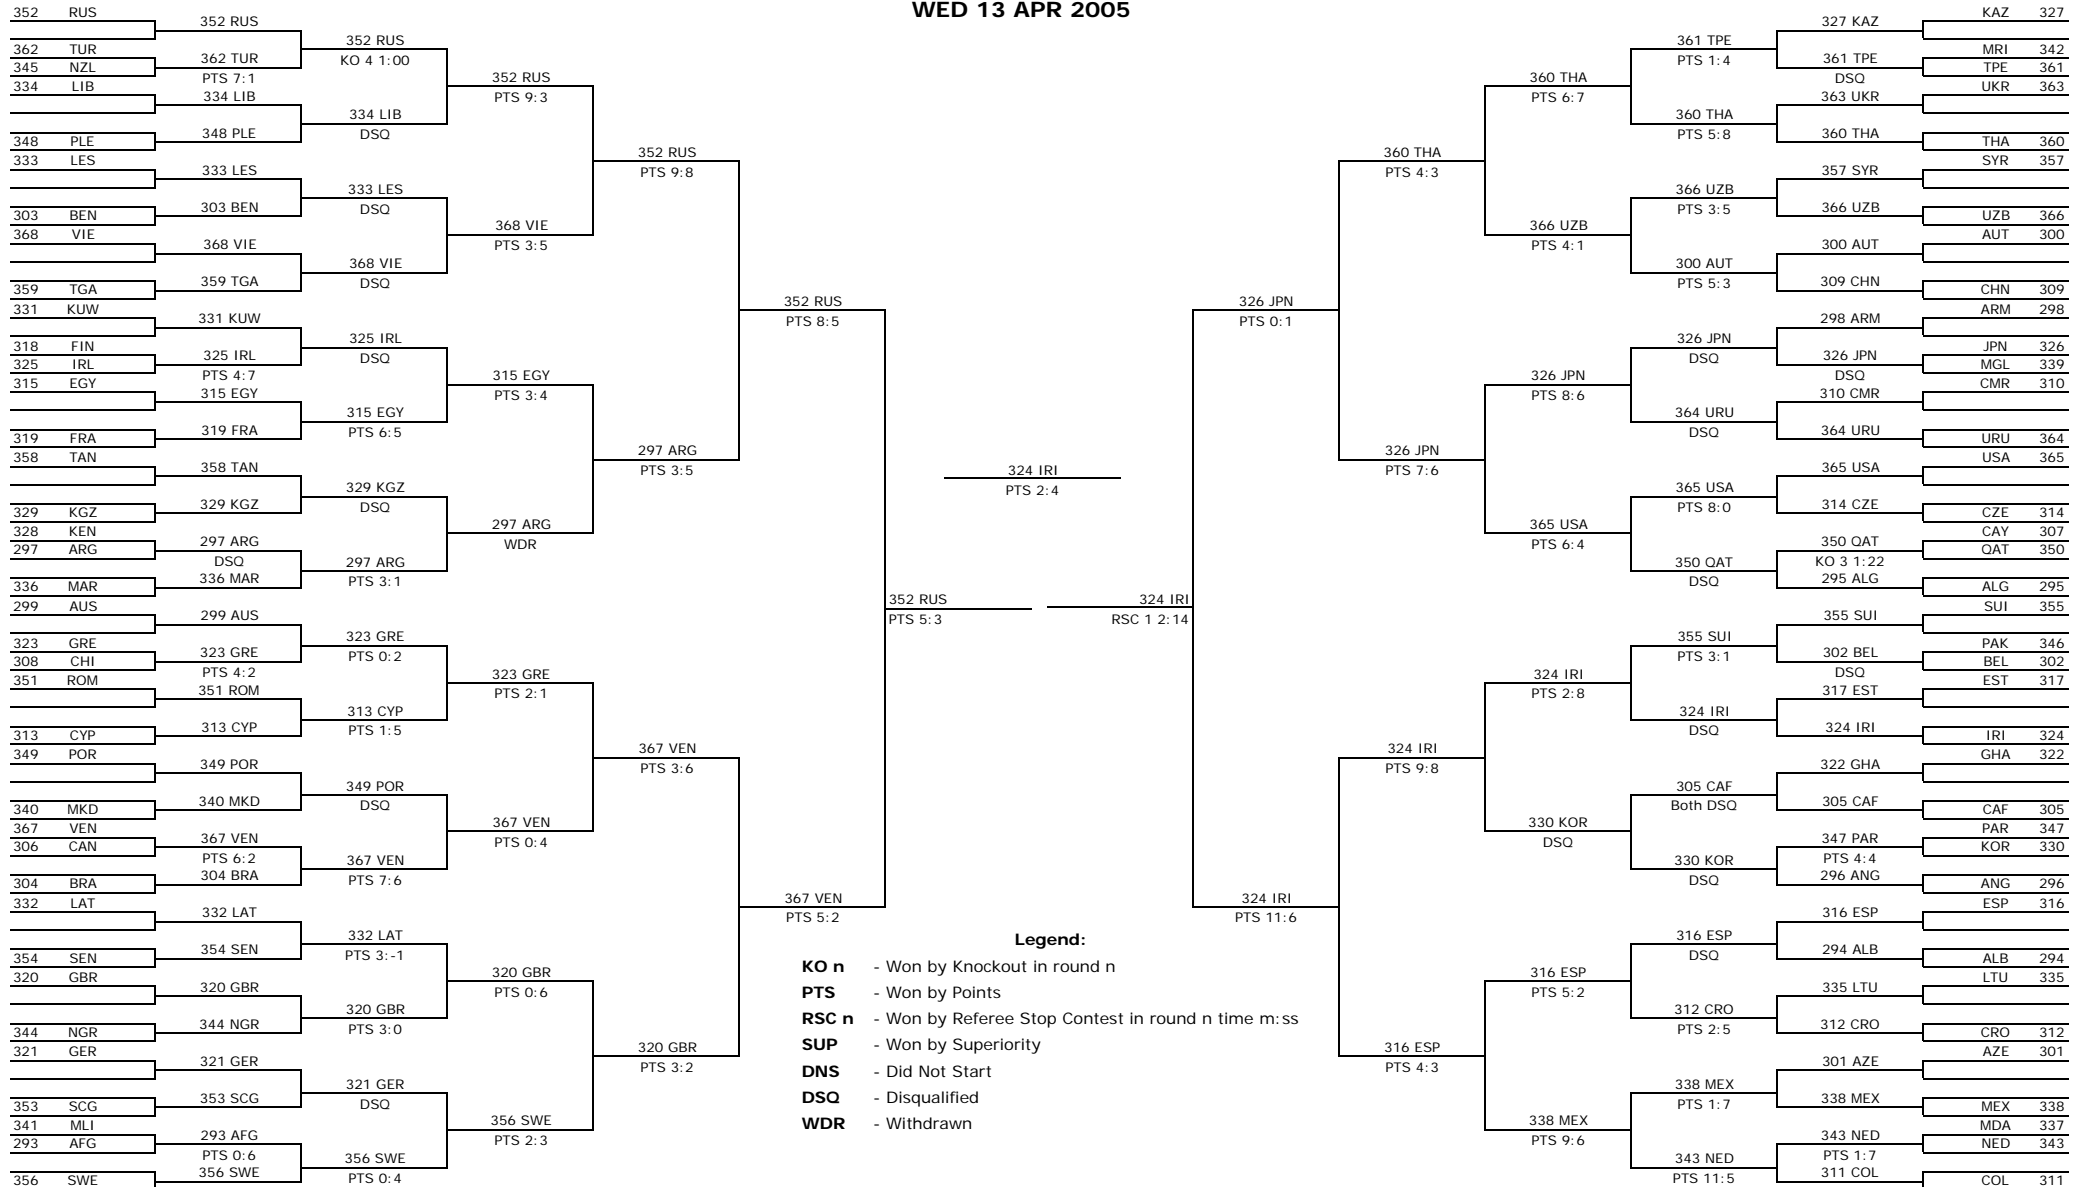 WED 13 APR 2005
352 RUS
362 TUR
345 NZL
334 LIB
348 PLE
333 LES
303 BEN
368 VIE
359 TGA
331 KUW
318 FIN
325 IRL
315 EGY
319 FRA
358 TAN
329 KGZ
328 KEN
297 ARG
336 MAR
299 AUS
323 GRE
308 CHI
351 ROM
313 CYP
349 POR
340 MKD
367 VEN
306 CAN
304 BRA
332 LAT
354 SEN
320 GBR
344 NGR
321 GER
353 SCG
341 MLI
293 AFG
356 SWE
352 RUS
362 TUR
PTS 7:1
334 LIB
348 PLE
333 LES
303 BEN
368 VIE
359 TGA
331 KUW
325 IRL
PTS 4:7
315 EGY
319 FRA
358 TAN
329 KGZ
297 ARG
DSQ
336 MAR
299 AUS
323 GRE
PTS 4:2
351 ROM
313 CYP
349 POR
340 MKD
367 VEN
PTS 6:2
304 BRA
332 LAT
354 SEN
320 GBR
344 NGR
321 GER
353 SCG
293 AFG
PTS 0:6
356 SWE
352 RUS
KO 4 1:00
334 LIB
DSQ
333 LES
DSQ
368 VIE
DSQ
325 IRL
DSQ
315 EGY
PTS 6:5
329 KGZ
DSQ
297 ARG
PTS 3:1
323 GRE
PTS 0:2
313 CYP
PTS 1:5
349 POR
DSQ
367 VEN
PTS 7:6
332 LAT
PTS 3:-1
320 GBR
PTS 3:0
321 GER
DSQ
356 SWE
PTS 0:4
352 RUS
PTS 9:3
368 VIE
PTS 3:5
315 EGY
PTS 3:4
297 ARG
WDR
323 GRE
PTS 2:1
367 VEN
PTS 0:4
320 GBR
PTS 0:6
356 SWE
PTS 2:3
352 RUS
PTS 9:8
297 ARG
PTS 3:5
367 VEN
PTS 3:6
320 GBR
PTS 3:2
352 RUS
PTS 8:5
367 VEN
PTS 5:2
352 RUS
PTS 5:3
324 IRI
PTS 2:4
324 IRI
RSC 1 2:14
326 JPN
PTS 0:1
324 IRI
PTS 11:6
360 THA
PTS 4:3
326 JPN
PTS 7:6
324 IRI
PTS 9:8
316 ESP
PTS 4:3
360 THA
PTS 6:7
366 UZB
PTS 4:1
326 JPN
PTS 8:6
365 USA
PTS 6:4
324 IRI
PTS 2:8
330 KOR
DSQ
316 ESP
PTS 5:2
338 MEX
PTS 9:6
361 TPE
PTS 1:4
360 THA
PTS 5:8
366 UZB
PTS 3:5
300 AUT
PTS 5:3
326 JPN
DSQ
364 URU
DSQ
365 USA
PTS 8:0
350 QAT
DSQ
355 SUI
PTS 3:1
324 IRI
DSQ
305 CAF
Both DSQ
330 KOR
DSQ
316 ESP
DSQ
312 CRO
PTS 2:5
338 MEX
PTS 1:7
343 NED
PTS 11:5
327 KAZ
361 TPE
DSQ
363 UKR
360 THA
357 SYR
366 UZB
300 AUT
309 CHN
298 ARM
326 JPN
DSQ
310 CMR
364 URU
365 USA
314 CZE
350 QAT
KO 3 1:22
295 ALG
355 SUI
302 BEL
DSQ
317 EST
324 IRI
322 GHA
305 CAF
347 PAR
PTS 4:4
296 ANG
316 ESP
294 ALB
335 LTU
312 CRO
301 AZE
338 MEX
343 NED
PTS 1:7
311 COL
KAZ 327
MRI 342
TPE 361
UKR 363
THA 360
SYR 357
UZB 366
AUT 300
CHN 309
ARM 298
JPN 326
MGL 339
CMR 310
URU 364
USA 365
CZE 314
CAY 307
QAT 350
ALG 295
SUI 355
PAK 346
BEL 302
EST 317
IRI 324
GHA 322
CAF 305
PAR 347
KOR 330
ANG 296
ESP 316
ALB 294
LTU 335
CRO 312
AZE 301
MEX 338
MDA 337
NED 343
COL 311
Legend:
KO n - Won by Knockout in round n
PTS - Won by Points
RSC n - Won by Referee Stop Contest in round n time m:ss
SUP - Won by Superiority
DNS - Did Not Start
DSQ - Disqualified
WDR - Withdrawn